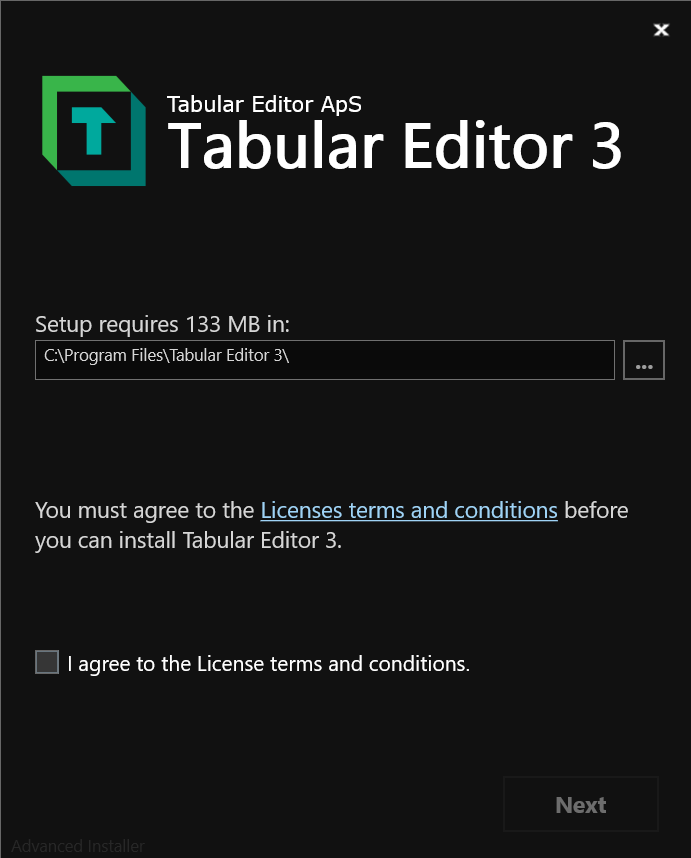 Tabular Editor ApS
Tabular Editor 3
Setup requires 133 MB in:
C:\Program Files\Tabular Editor 3\
...
You must agree to the Licenses terms and conditions before
you can install Tabular Editor 3.
I agree to the License terms and conditions.
Next
Advanced Installer